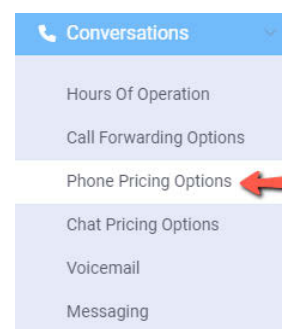 Conversations
Hours Of Operation
Call Forwarding Options
Phone Pricing Options
Chat Pricing Options
Voicemail
Messaging